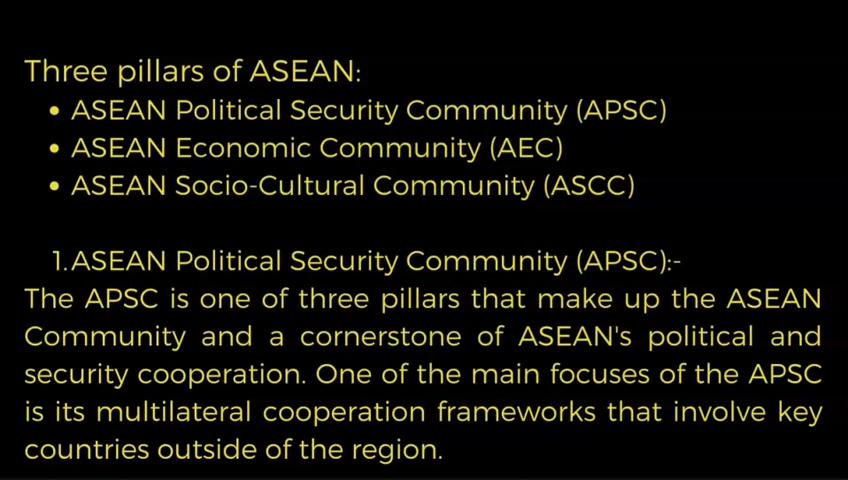 Three pillars of ASEAN:
• ASEAN Political Security Community (APSC)
• ASEAN Economic Community (AEC)
• ASEAN Socio-Cultural Community (ASCC)
1. ASEAN Political Security Community (APSC):-
The APSC is one of three pillars that make up the ASEAN
Community and a cornerstone of ASEAN's political and
security cooperation. One of the main focuses of the APSC
is its multilateral cooperation frameworks that involve key
countries outside of the region.